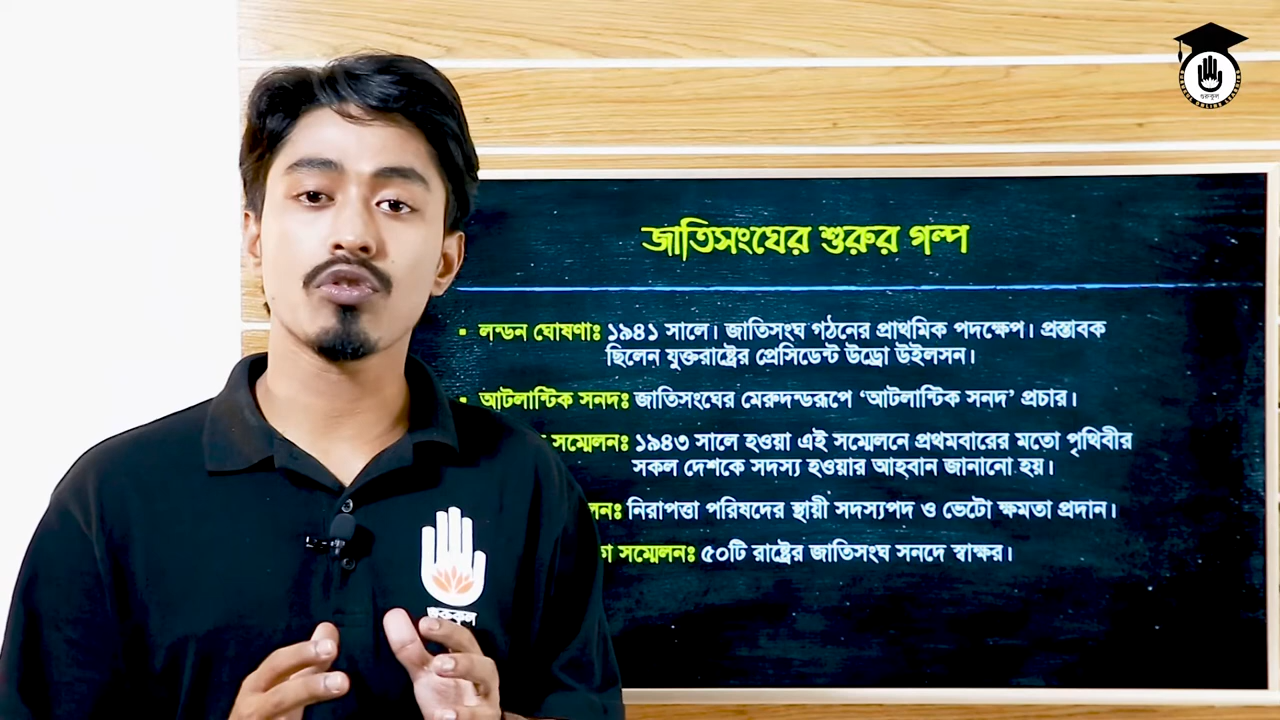 গুরুকুল
জাতিসংঘের শুরুর গল্প
লন্ডন ঘোষণাঃ ১৯৪১ সালে। জাতিসংঘ গঠনের প্রাথমিক পদক্ষেপ। প্রস্তাবক
ছিলেন যুক্তরাষ্ট্রের প্রেসিডেন্ট উড্রো উইলসন।
আটলান্টিক সনদঃ জাতিসংঘের মেরুদন্ডরূপে ‘আটলান্টিক সনদ’ প্রচার।
সম্মেলনঃ ১৯৪৩ সালে হওয়া এই সম্মেলনে প্রথমবারের মতো পৃথিবীর
সকল দেশকে সদস্য হওয়ার আহবান জানানো হয়।
নিরাপত্তা পরিষদের স্থায়ী সদস্যপদ ও ভেটো ক্ষমতা প্রদান।
সম্মেলনঃ ৫০টি রাষ্ট্রের জাতিসংঘ সনদে স্বাক্ষর।
গুরুকুল